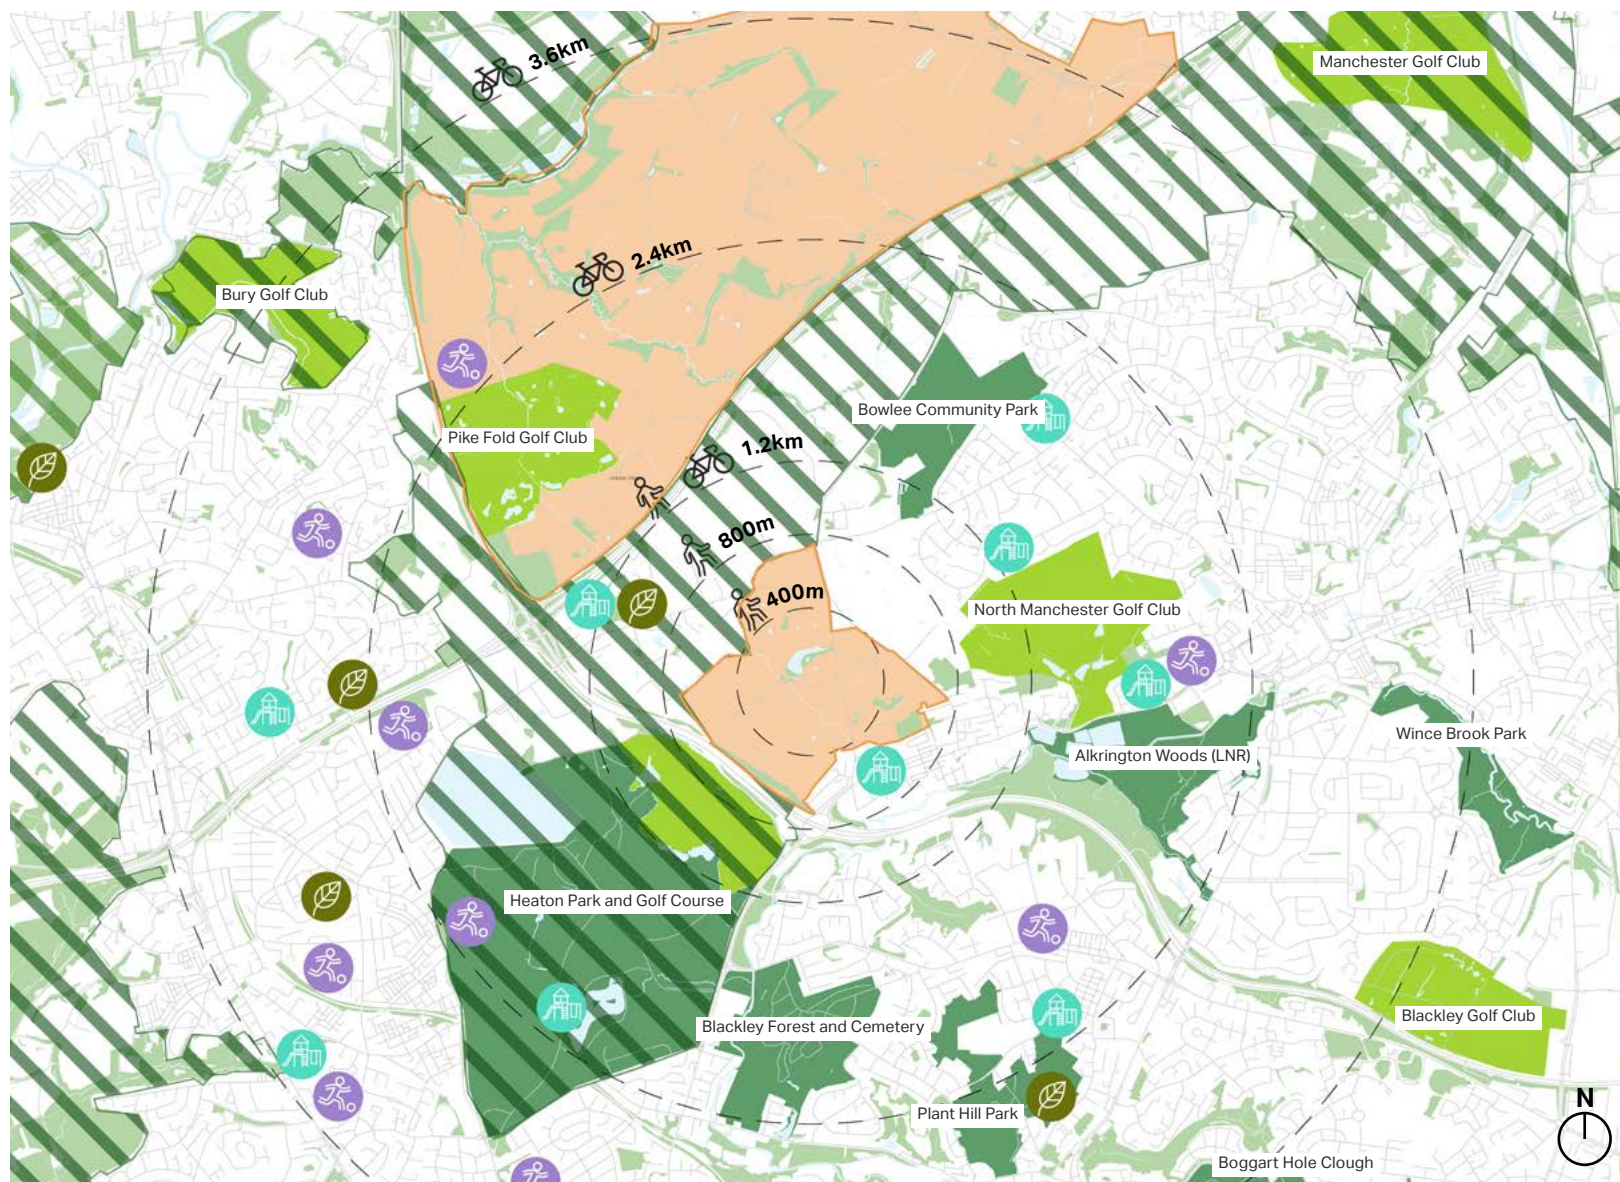 3.6km
Manchester Golf Club
2.4km
Bury Golf Club
Bowlee Community Park
Pike Fold Golf Club
1.2km
800m
400m
North Manchester Golf Club
Wince Brook Park
Alkrington Woods (LNR)
Heaton Park and Golf Course
Blackley Golf Club
Blackley Forest and Cemetery
N
Plant Hill Park
Boggart Hole Clough